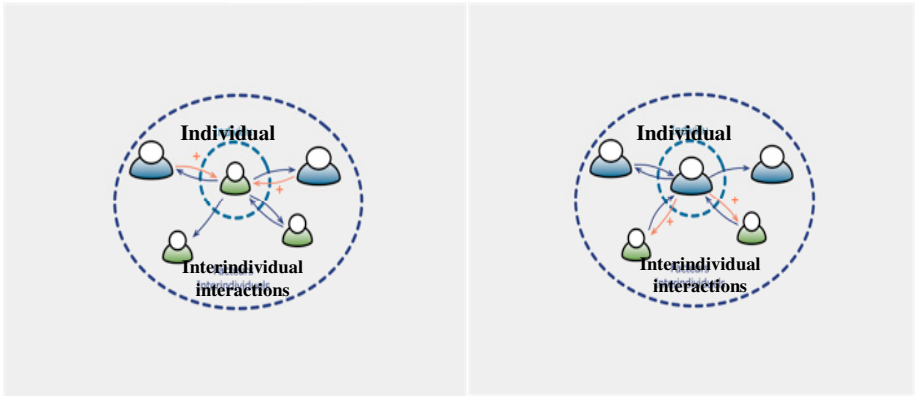 Individual
+
+
Interindividual
interactions
Individual
+
+
Interindividual
interactions